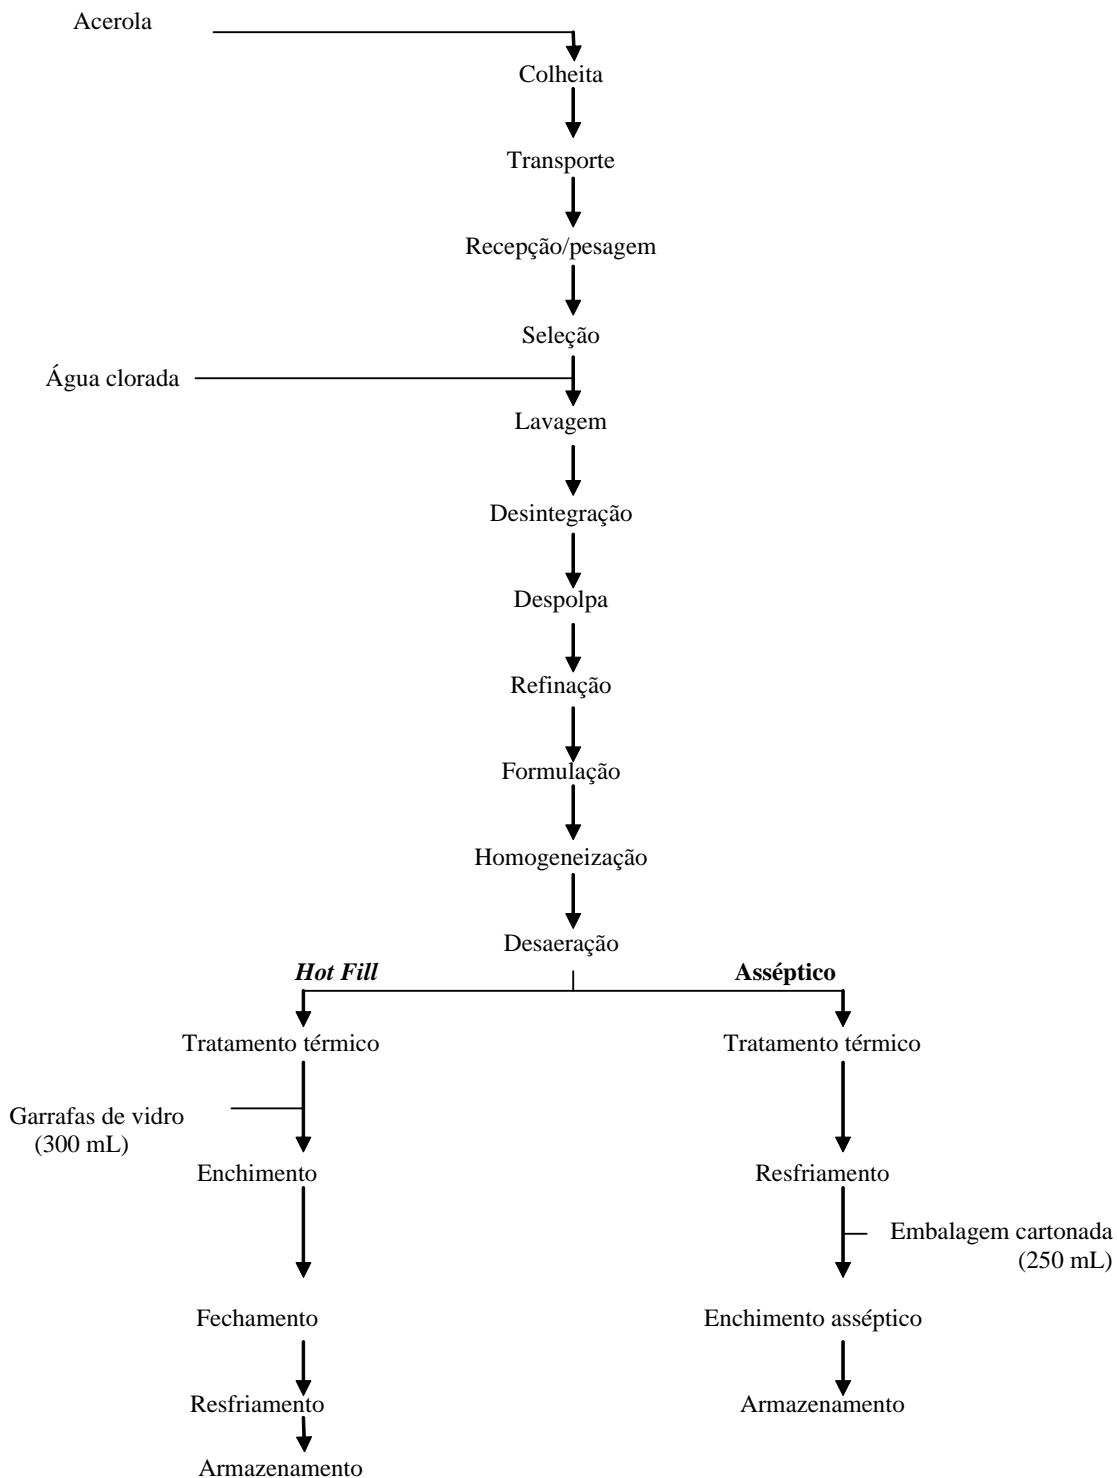 Acerola
Colheita
Transporte
Recepção/pesagem
Seleção
Água clorada
Lavagem
Desintegração
Despolpa
Refinação
Formulação
Homogeneização
Desaeração
Hot Fill
Asséptico
Tratamento térmico
Tratamento térmico
Garrafas de vidro
(300 mL)
Enchimento
Resfriamento
Embalagem cartonada
(250 mL)
Fechamento
Enchimento asséptico
Resfriamento
Armazenamento
Armazenamento